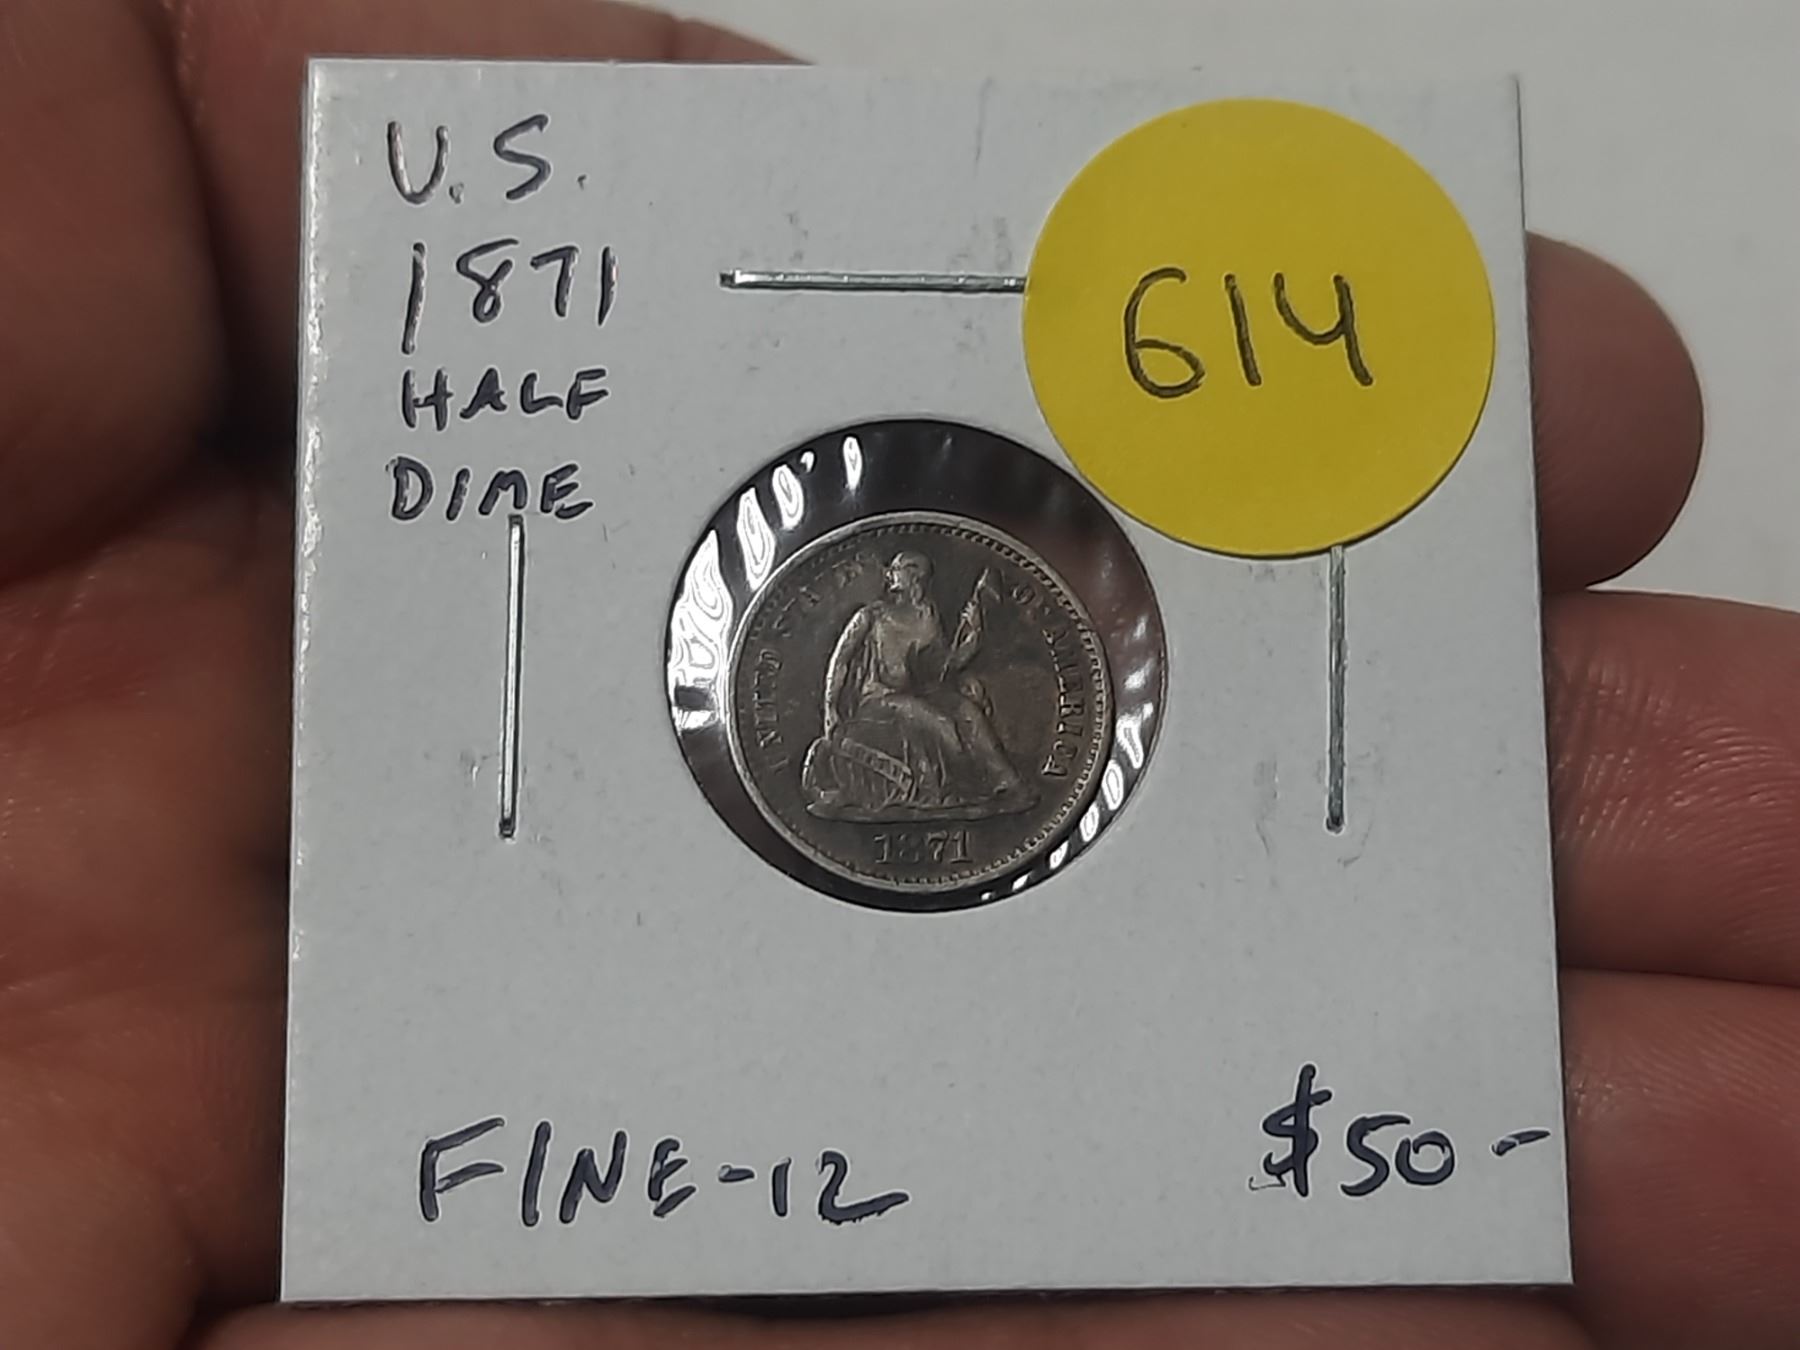 U.S.
1871
HALF
DIME
614
UNITED STATES OF AMERICA
1871
FINE-12
$50-